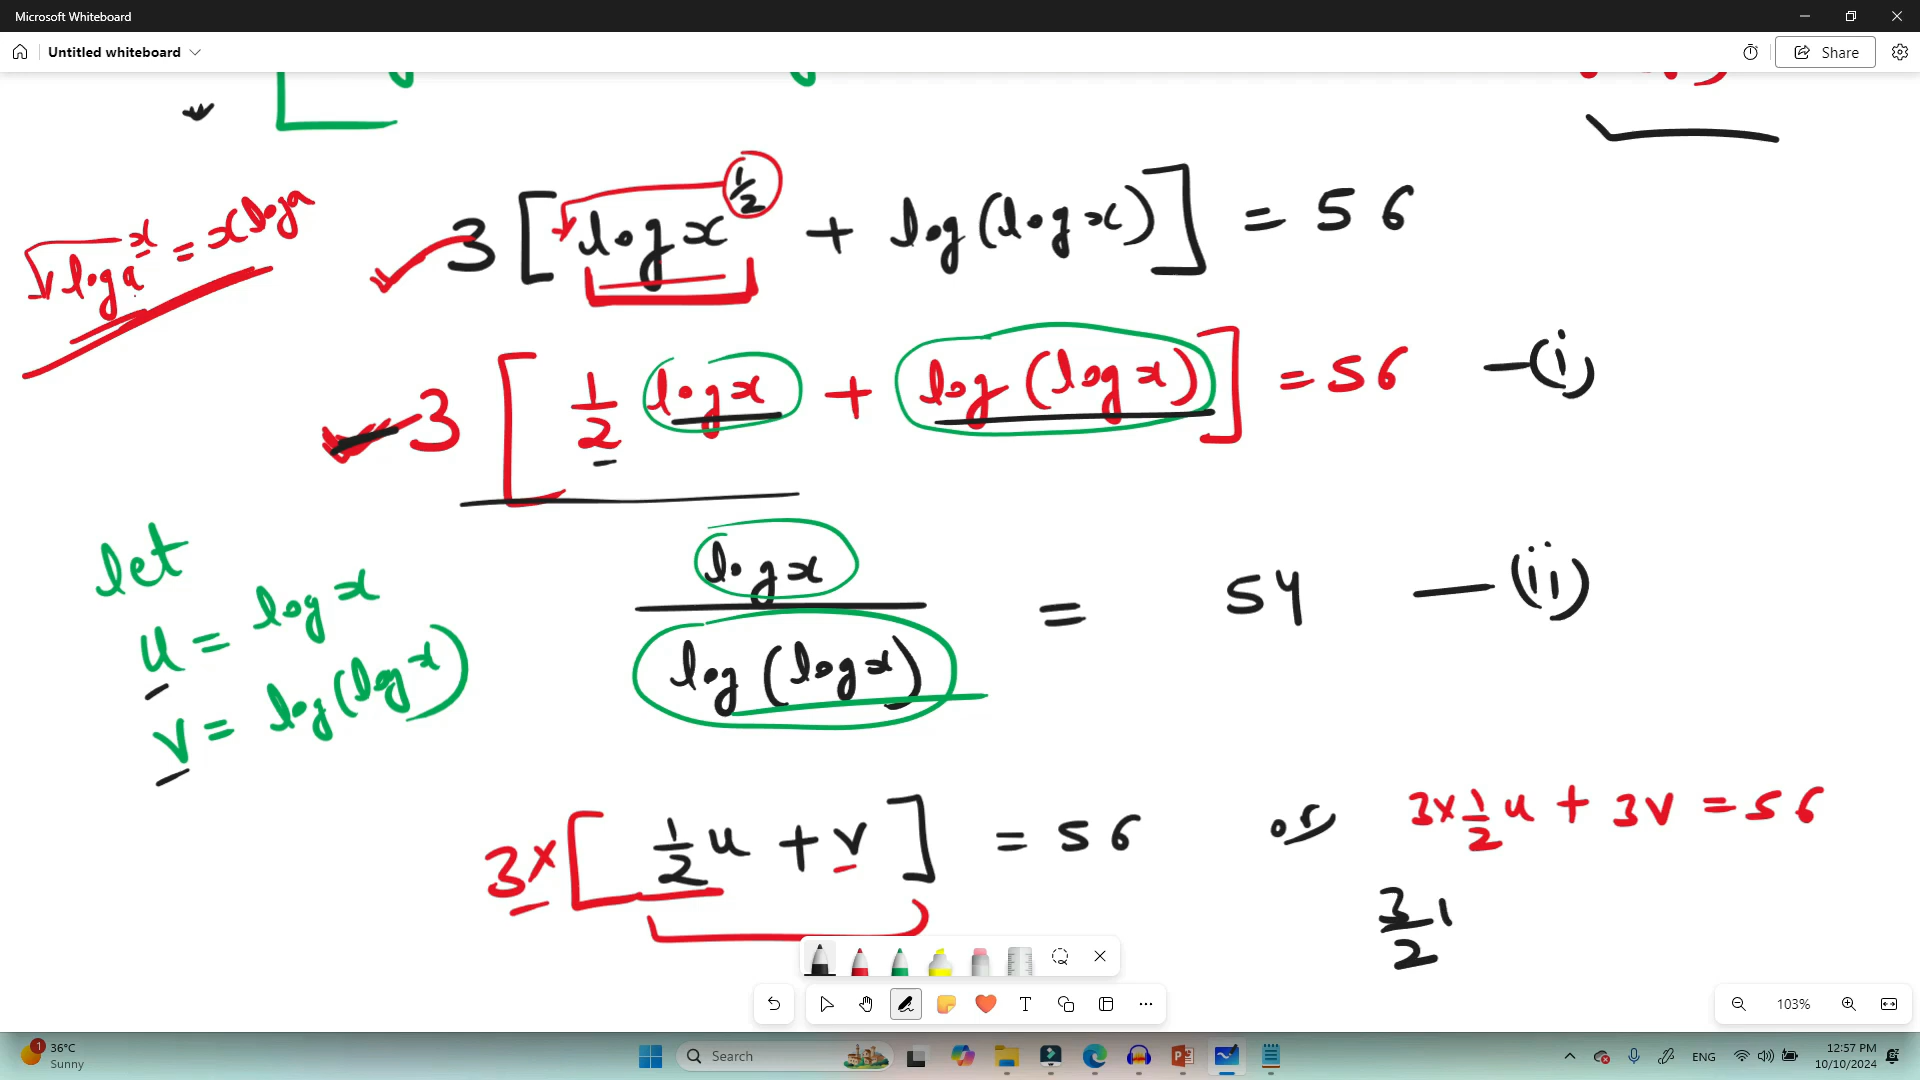 Microsoft Whiteboard
Untitled whiteboard
Share
3 [ log x^(1/2) + log(log x) ] = 56
log a^x = x log a
3 [ 1/2 log x + log (log x) ] = 56 — (i)
let
u = log x
v = log(log x)
log x / log (log x) = 54 — (ii)
3 × [ 1/2 u + v ] = 56 or 3 × 1/2 u + 3v = 56
3/2
103%
1
36°C
Sunny
Search
ENG
12:57 PM
10/10/2024